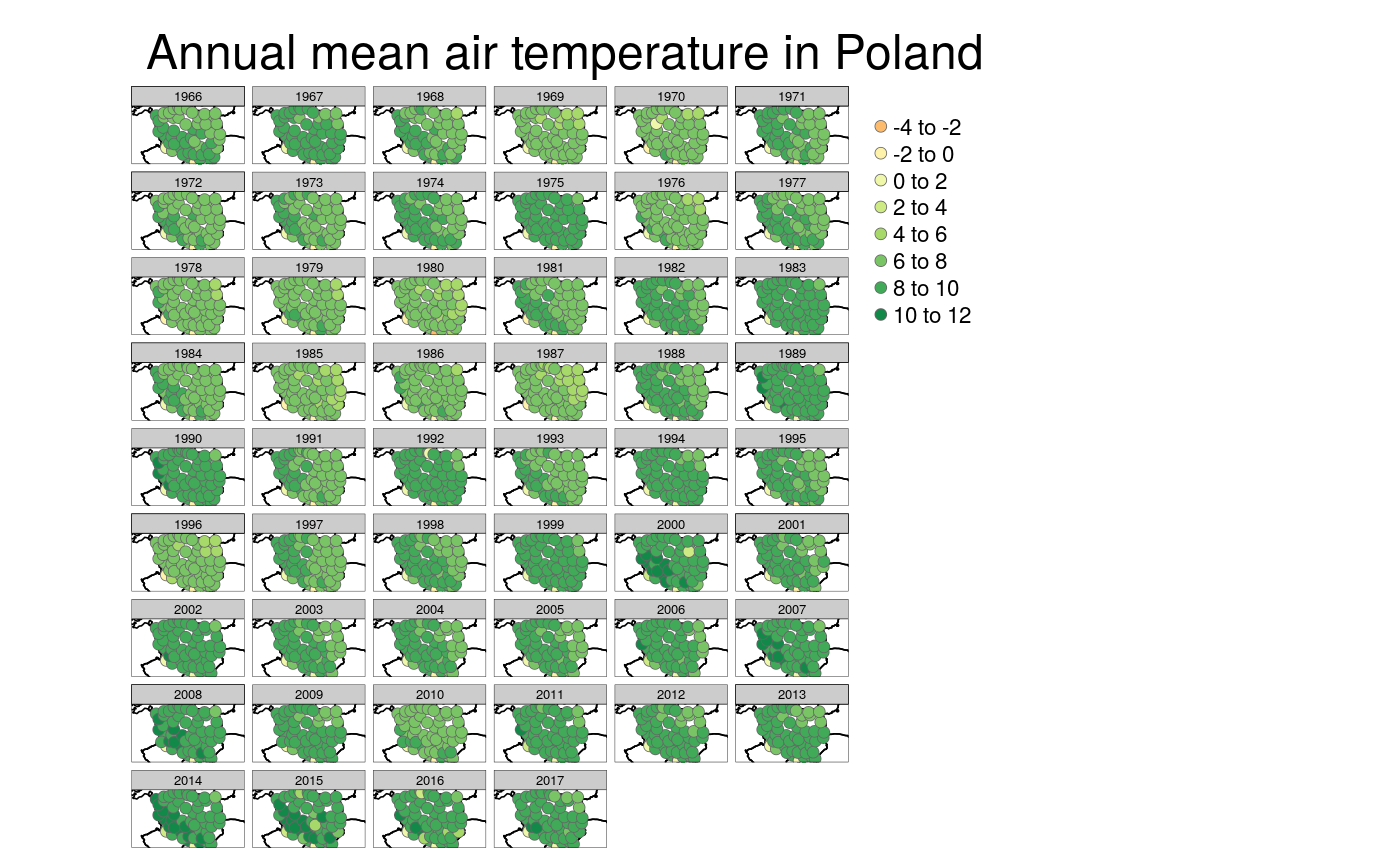 Annual mean air temperature in Poland
1966 1967 1968 1969 1970 1971
1972 1973 1974 1975 1976 1977
1978 1979 1980 1981 1982 1983
1984 1985 1986 1987 1988 1989
1990 1991 1992 1993 1994 1995
1996 1997 1998 1999 2000 2001
2002 2003 2004 2005 2006 2007
2008 2009 2010 2011 2012 2013
2014 2015 2016 2017
-4 to -2
-2 to 0
0 to 2
2 to 4
4 to 6
6 to 8
8 to 10
10 to 12